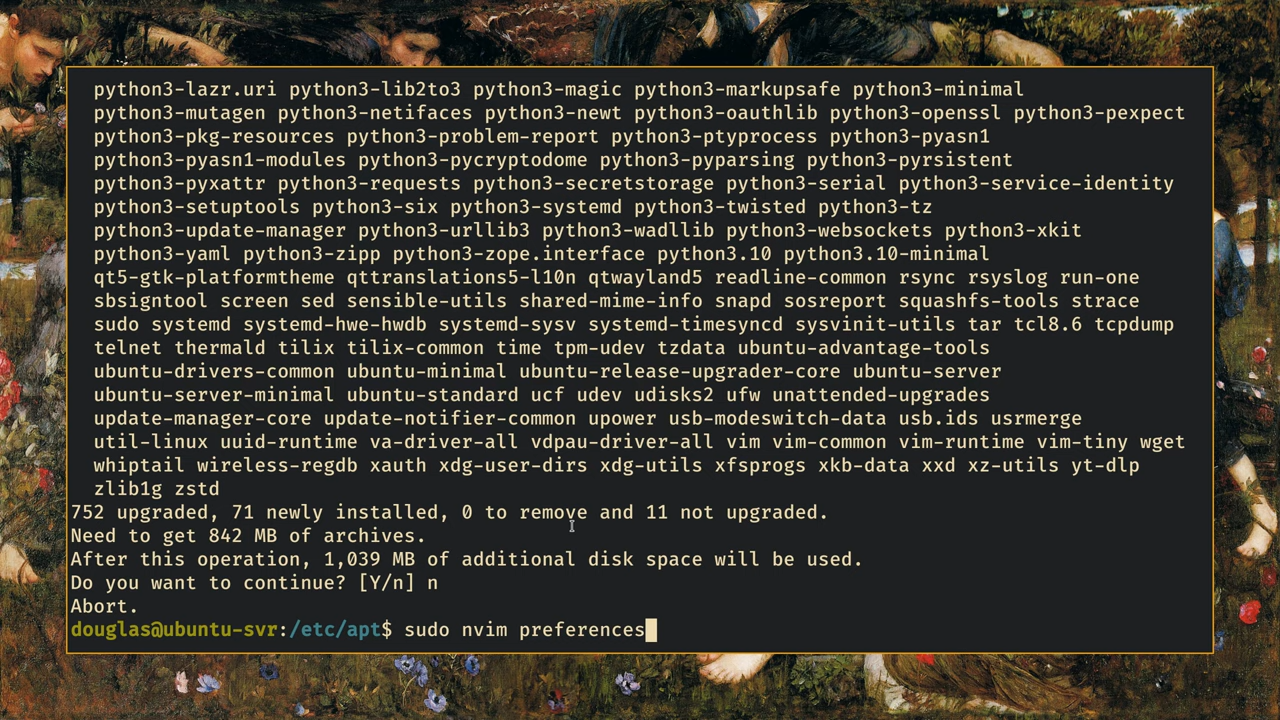 python3-lazr.uri python3-lib2to3 python3-magic python3-markupsafe python3-minimal
python3-mutagen python3-netifaces python3-newt python3-oauthlib python3-openssl python3-pexpect
python3-pkg-resources python3-problem-report python3-ptyprocess python3-pyasn1
python3-pyasn1-modules python3-pycryptodome python3-pyparsing python3-pyrsistent
python3-pyxattr python3-requests python3-secretstorage python3-serial python3-service-identity
python3-setuptools python3-six python3-systemd python3-twisted python3-tz
python3-update-manager python3-urllib3 python3-wadllib python3-websockets python3-xkit
python3-yaml python3-zipp python3-zope.interface python3.10 python3.10-minimal
qt5-gtk-platformtheme qttranslations5-l10n qtwayland5 readline-common rsync rsyslog run-one
sbsigntool screen sed sensible-utils shared-mime-info snapd sosreport squashfs-tools strace
sudo systemd systemd-hwe-hwdb systemd-sysv systemd-timesyncd sysvinit-utils tar tcl8.6 tcpdump
telnet thermald tilix tilix-common time tpm-udev tzdata ubuntu-advantage-tools
ubuntu-drivers-common ubuntu-minimal ubuntu-release-upgrader-core ubuntu-server
ubuntu-server-minimal ubuntu-standard ucf udev udisks2 ufw unattended-upgrades
update-manager-core update-notifier-common upower usb-modeswitch-data usb.ids usrmerge
util-linux uuid-runtime va-driver-all vdpau-driver-all vim vim-common vim-runtime vim-tiny wget
whiptail wireless-regdb xauth xdg-user-dirs xdg-utils xfsprogs xkb-data xxd xz-utils yt-dlp
zlib1g zstd
752 upgraded, 71 newly installed, 0 to remove and 11 not upgraded.
Need to get 842 MB of archives.
After this operation, 1,039 MB of additional disk space will be used.
Do you want to continue? [Y/n] n
Abort.
douglas@ubuntu-svr:/etc/apt$ sudo nvim preferences